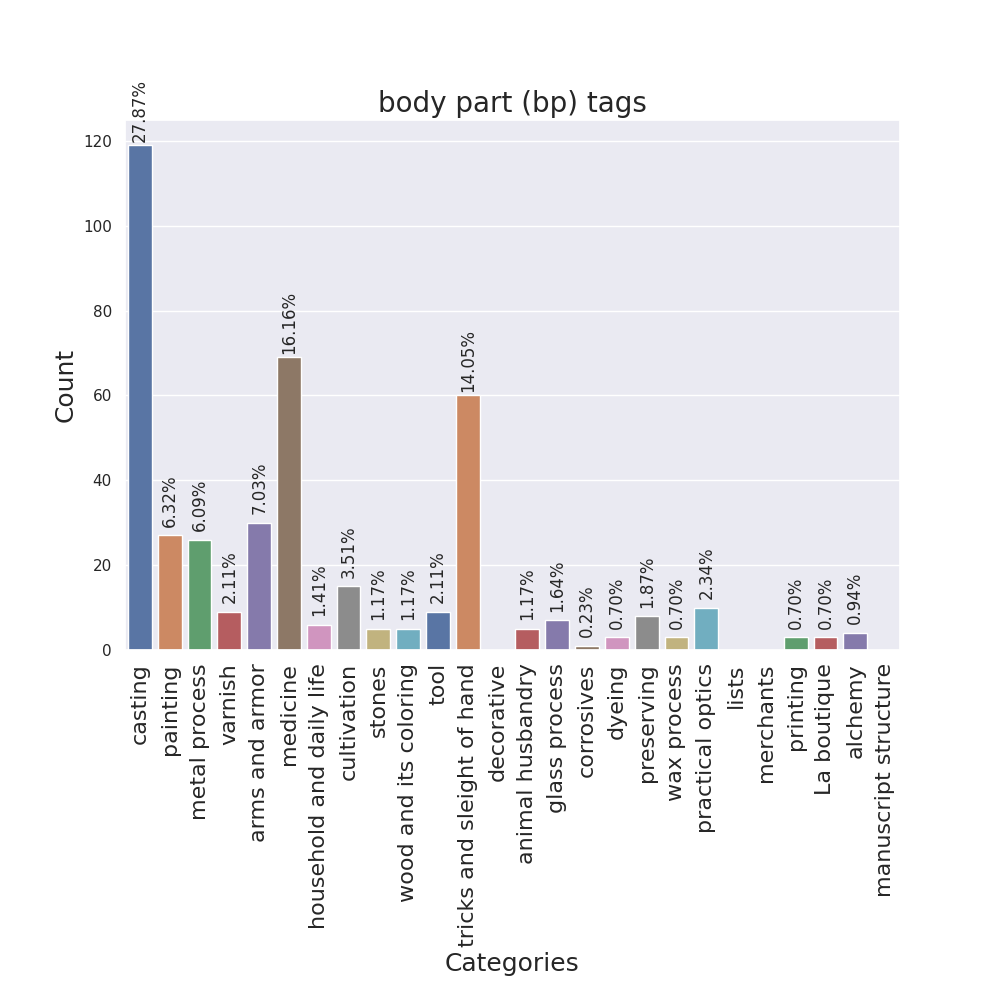 body part (bp) tags
Count
120
100
80
60
40
20
0
27.87%
6.32%
6.09%
2.11%
7.03%
16.16%
1.41%
3.51%
1.17%
1.17%
2.11%
14.05%
1.17%
1.64%
0.23%
0.70%
1.87%
0.70%
2.34%
0.70%
0.70%
0.94%
casting
painting
metal process
varnish
arms and armor
medicine
household and daily life
cultivation
stones
wood and its coloring
tool
tricks and sleight of hand
decorative
animal husbandry
glass process
corrosives
dyeing
preserving
wax process
practical optics
lists
merchants
printing
La boutique
alchemy
manuscript structure
Categories